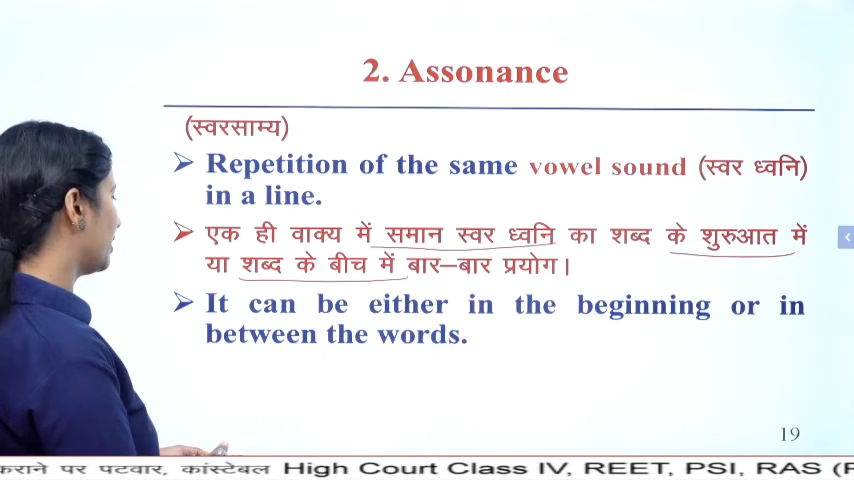 2. Assonance
(स्वरसाम्य)
➢ Repetition of the same vowel sound (स्वर ध्वनि)
in a line.
➢ एक ही वाक्य में समान स्वर ध्वनि का शब्द के शुरुआत में
या शब्द के बीच में बार–बार प्रयोग।
➢ It can be either in the beginning or in
between the words.
19
कराने पर पटवार, कांस्टेबल High Court Class IV, REET, PSI, RAS (